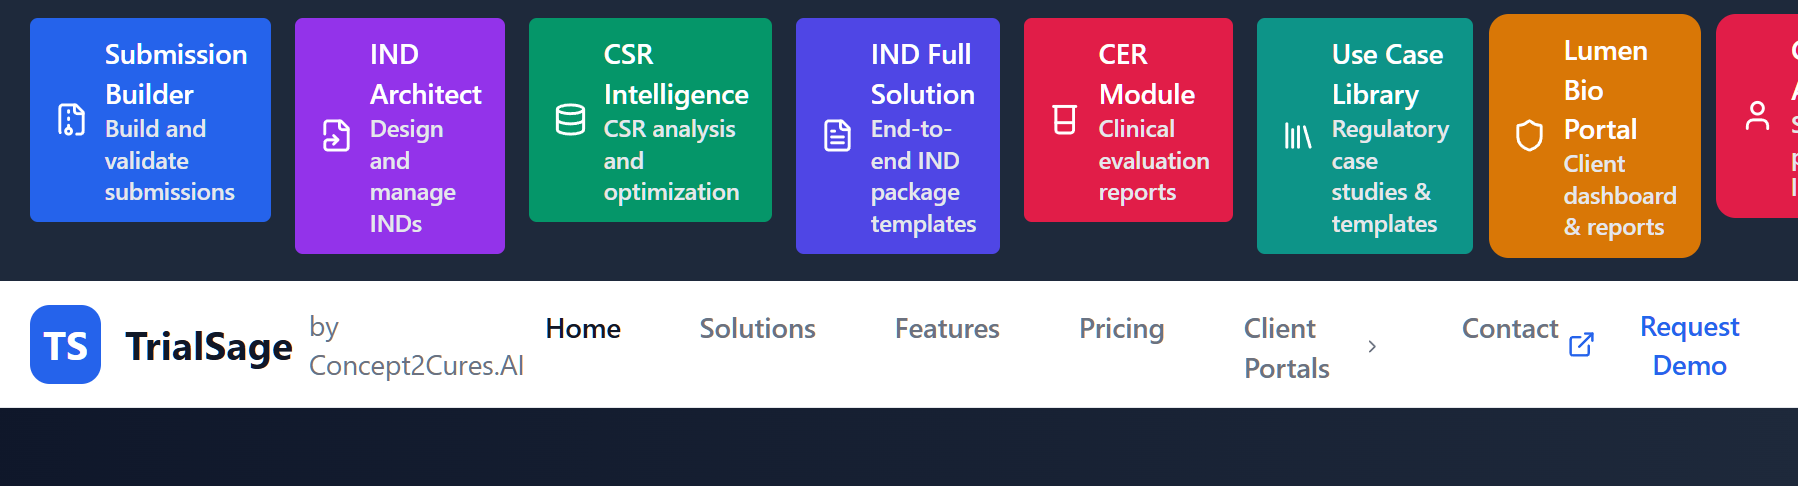 Submission
Builder
Build and
validate
submissions
IND
Architect
Design
and
manage
INDs
CSR
Intelligence
CSR analysis
and
optimization
IND Full
Solution
End-to-
end IND
package
templates
CER
Module
Clinical
evaluation
reports
Use Case
Library
Regulatory
case
studies &
templates
Lumen
Bio
Portal
Client
dashboard
& reports
TS
TrialSage
by
Concept2Cures.AI
Home
Solutions
Features
Pricing
Client
Portals
Contact
Request
Demo